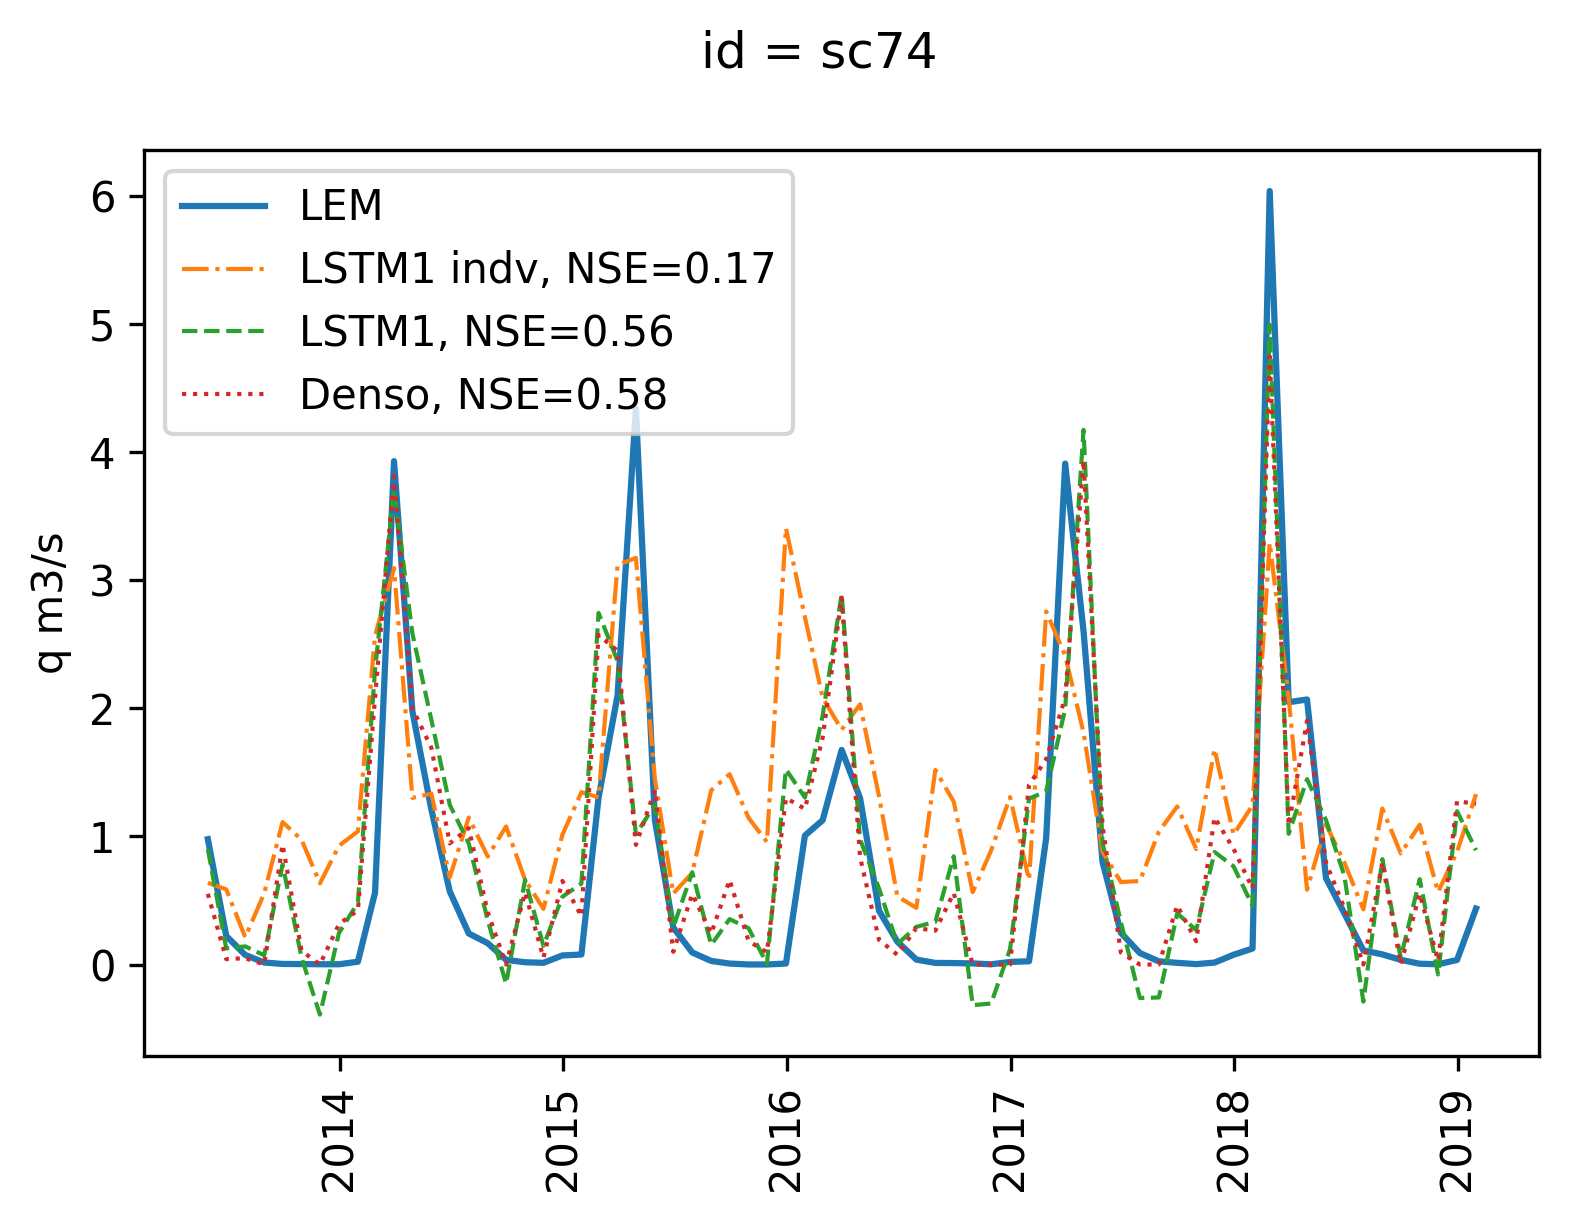 id = sc74
LEM
LSTM1 indv, NSE=0.17
LSTM1, NSE=0.56
Denso, NSE=0.58
q m3/s
6
5
4
3
2
1
0
2014
2015
2016
2017
2018
2019